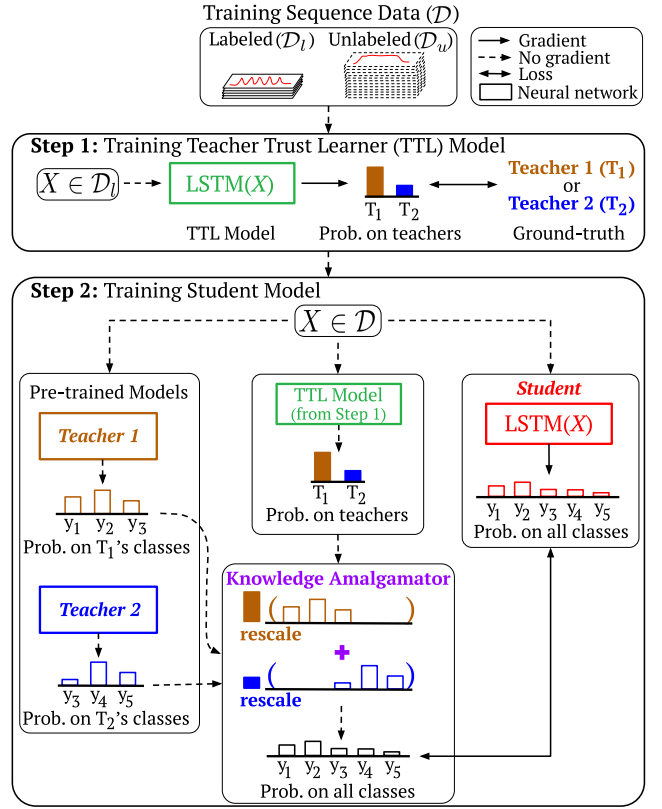 Training Sequence Data (𝒟)
Labeled (𝒟ₗ)
Unlabeled (𝒟ᵤ)
Gradient
No gradient
Loss
Neural network
Step 1: Training Teacher Trust Learner (TTL) Model
X ∈ 𝒟ₗ
LSTM(X)
T₁ T₂
Teacher 1 (T₁)
or
Teacher 2 (T₂)
TTL Model
Prob. on teachers
Ground-truth
Step 2: Training Student Model
X ∈ 𝒟
Pre-trained Models
Teacher 1
y₁ y₂ y₃
Prob. on T₁'s classes
Teacher 2
y₃ y₄ y₅
Prob. on T₂'s classes
TTL Model
(from Step 1)
T₁ T₂
Prob. on teachers
Student
LSTM(X)
y₁ y₂ y₃ y₄ y₅
Prob. on all classes
Knowledge Amalgamator
( )
rescale
+
( )
rescale
y₁ y₂ y₃ y₄ y₅
Prob. on all classes